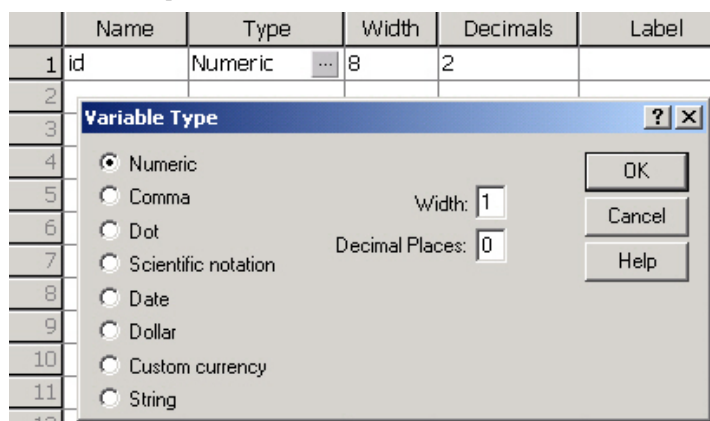 Name Type Width Decimals Label
1 id Numeric ... 8 2
2
3
Variable Type ? ×
4 Numeric OK
5 Comma Width: 1
6 Dot Cancel
7 Scientific notation Decimal Places: 0 Help
8 Date
9 Dollar
10 Custom currency
11 String